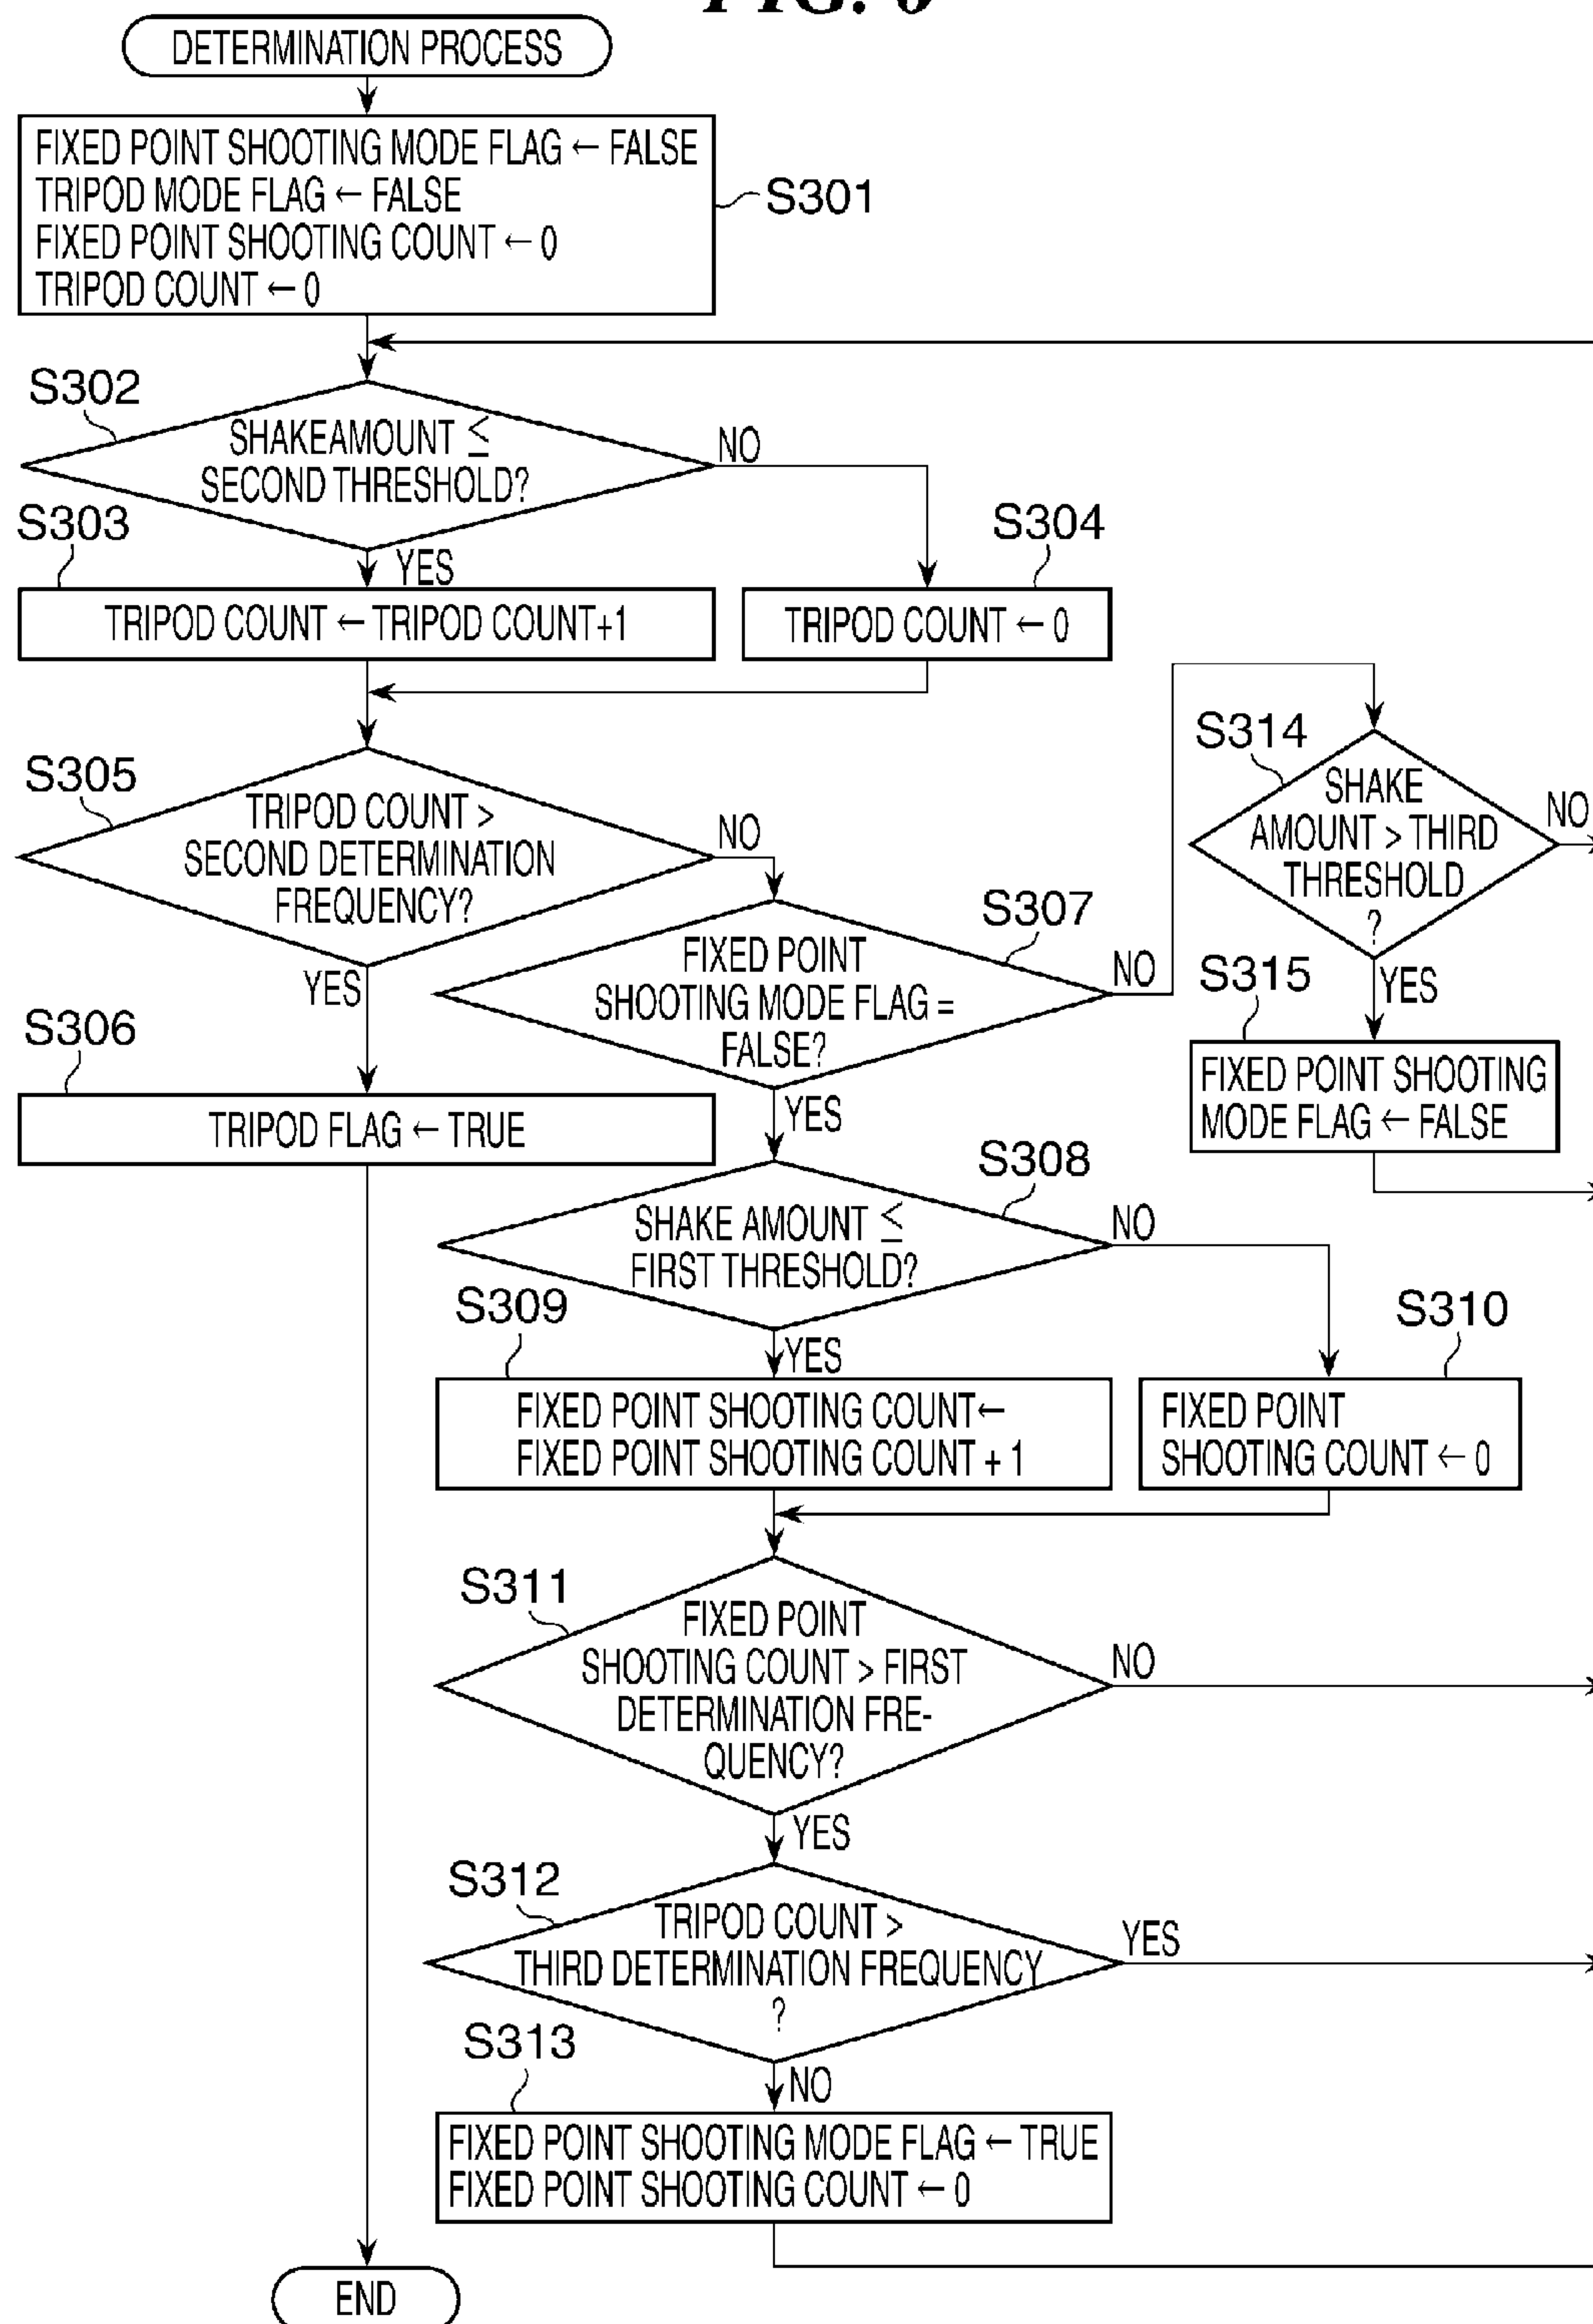 DETERMINATION PROCESS
FIXED POINT SHOOTING MODE FLAG ← FALSE
TRIPOD MODE FLAG ← FALSE
FIXED POINT SHOOTING COUNT ← 0
TRIPOD COUNT ← 0
S301
S302
SHAKEAMOUNT ≤
SECOND THRESHOLD?
NO
YES
S303
TRIPOD COUNT ← TRIPOD COUNT+1
S304
TRIPOD COUNT ← 0
S305
TRIPOD COUNT >
SECOND DETERMINATION
FREQUENCY?
NO
YES
S306
TRIPOD FLAG ← TRUE
S307
FIXED POINT
SHOOTING MODE FLAG =
FALSE?
NO
YES
S314
SHAKE
AMOUNT > THIRD
THRESHOLD
?
NO
YES
S315
FIXED POINT SHOOTING
MODE FLAG ← FALSE
S308
SHAKE AMOUNT ≤
FIRST THRESHOLD?
NO
YES
S309
FIXED POINT SHOOTING COUNT←
FIXED POINT SHOOTING COUNT + 1
S310
FIXED POINT
SHOOTING COUNT ← 0
S311
FIXED POINT
SHOOTING COUNT > FIRST
DETERMINATION FRE-
QUENCY?
NO
YES
S312
TRIPOD COUNT >
THIRD DETERMINATION FREQUENCY
?
YES
NO
S313
FIXED POINT SHOOTING MODE FLAG ← TRUE
FIXED POINT SHOOTING COUNT ← 0
END